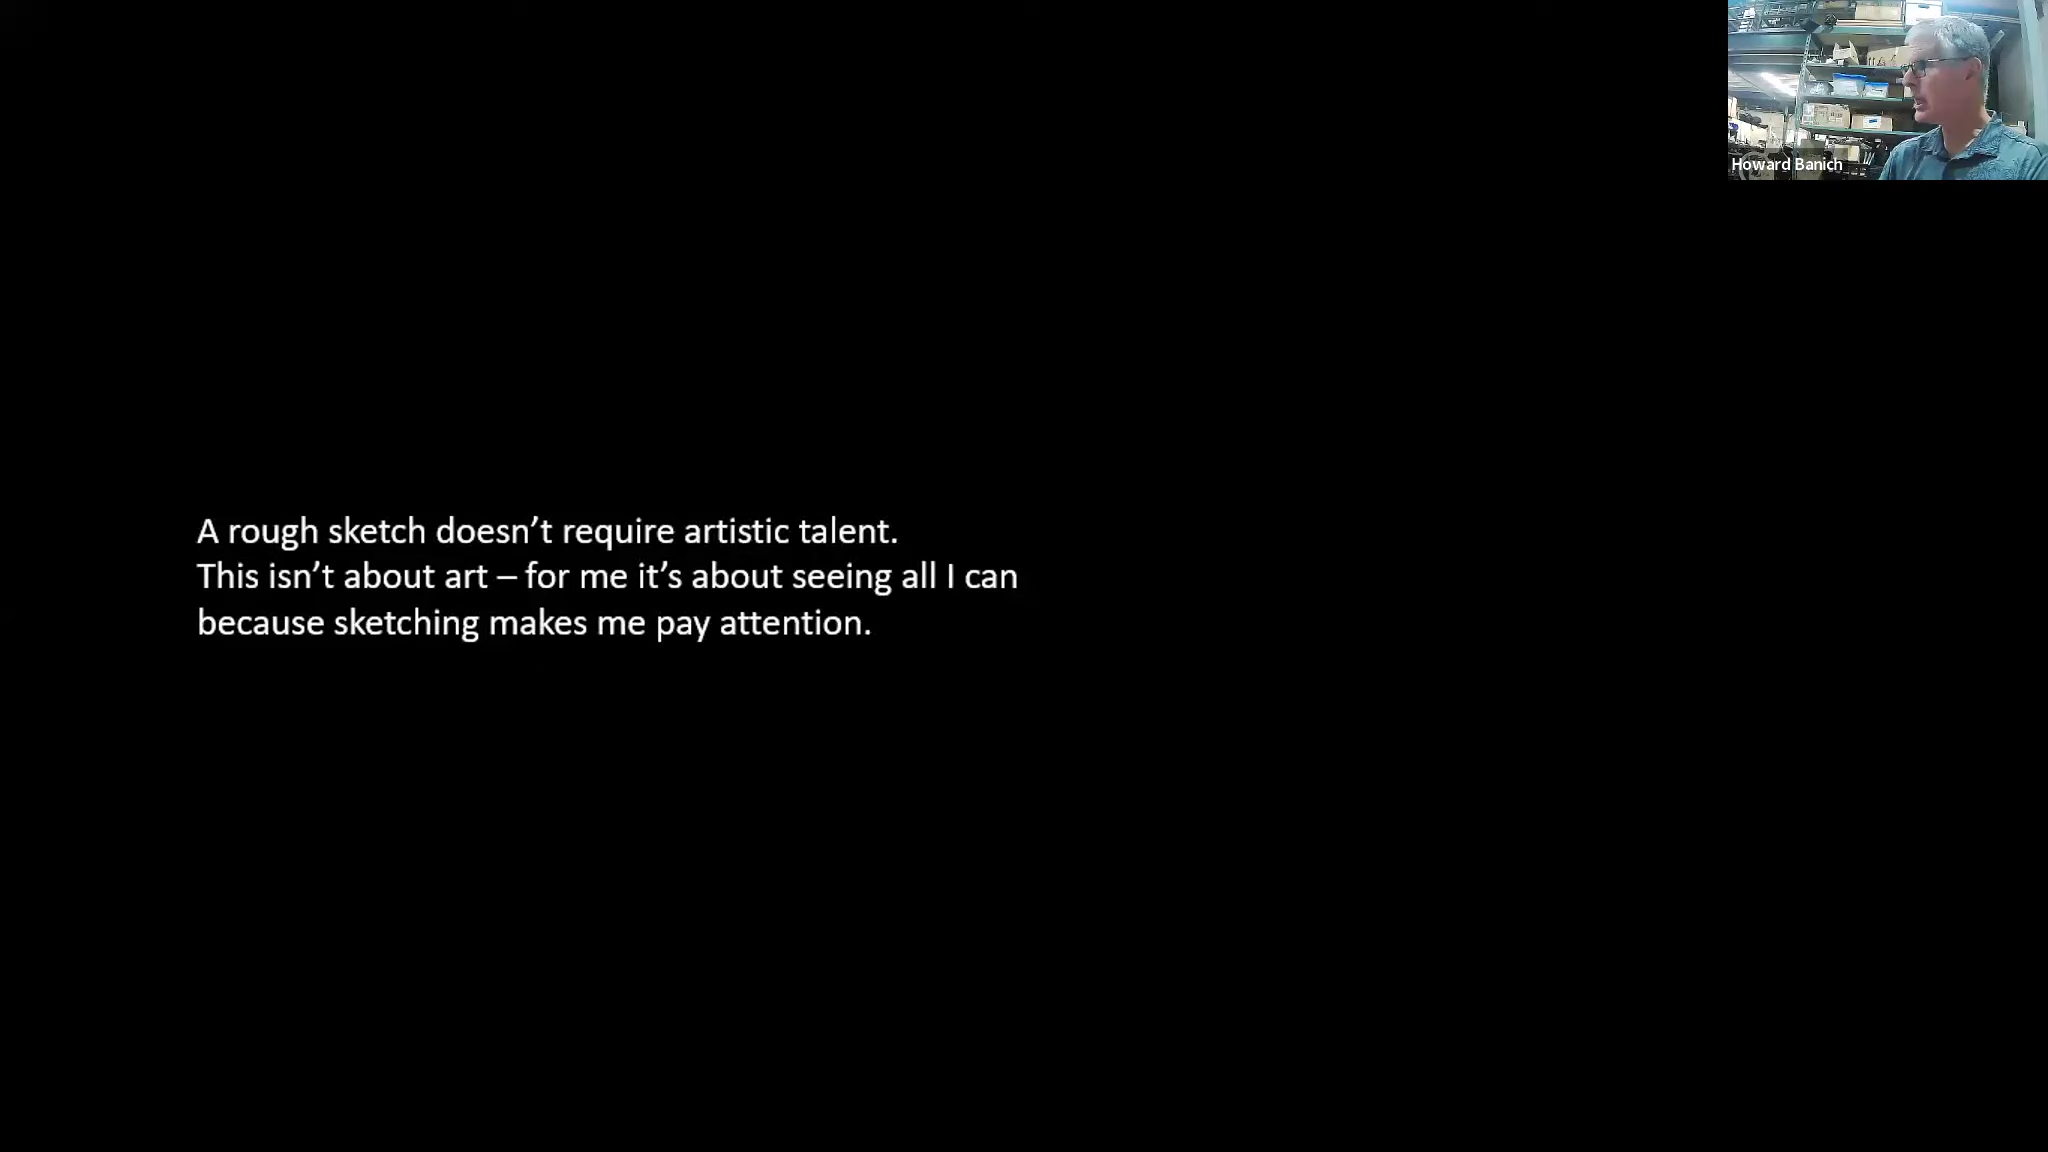 Howard Banich
A rough sketch doesn’t require artistic talent.
This isn’t about art – for me it’s about seeing all I can
because sketching makes me pay attention.